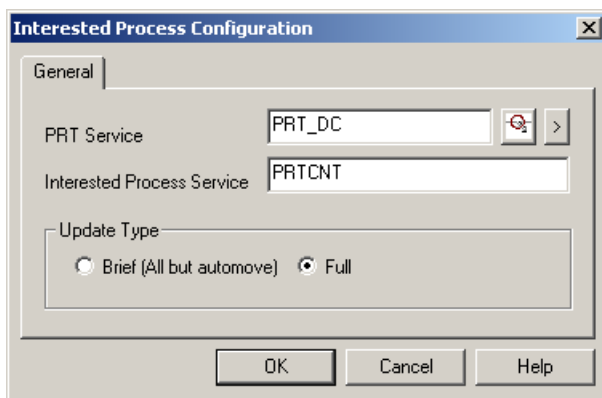 Interested Process Configuration
General
PRT Service PRT_DC >
Interested Process Service PRTCNT
Update Type
Brief (All but automove) Full
OK Cancel Help